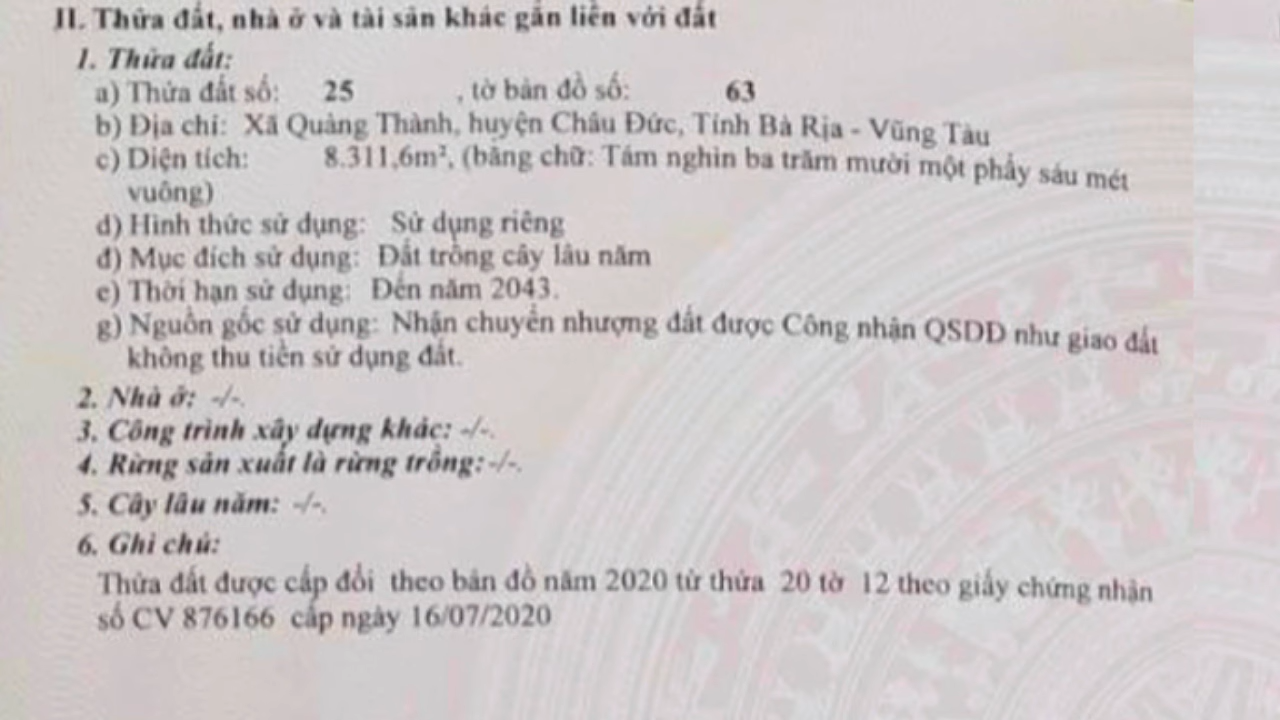 II. Thửa đất, nhà ở và tài sản khác gắn liền với đất
1. Thửa đất:
a) Thửa đất số: 25 , tờ bản đồ số: 63
b) Địa chỉ: Xã Quảng Thành, huyện Châu Đức, Tỉnh Bà Rịa - Vũng Tàu
c) Diện tích: 8.311,6m², (bằng chữ: Tám nghìn ba trăm mười một phẩy sáu mét
vuông)
d) Hình thức sử dụng: Sử dụng riêng
đ) Mục đích sử dụng: Đất trồng cây lâu năm
e) Thời hạn sử dụng: Đến năm 2043.
g) Nguồn gốc sử dụng: Nhận chuyển nhượng đất được Công nhận QSDĐ như giao đất
không thu tiền sử dụng đất.
2. Nhà ở: -/-.
3. Công trình xây dựng khác: -/-.
4. Rừng sản xuất là rừng trồng: -/-.
5. Cây lâu năm: -/-.
6. Ghi chú:
Thửa đất được cấp đổi theo bản đồ năm 2020 từ thửa 20 tờ 12 theo giấy chứng nhận
số CV 876166 cấp ngày 16/07/2020